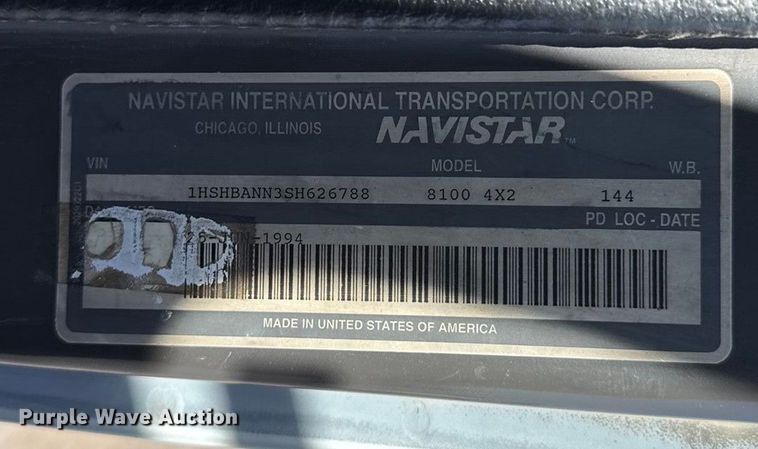 NAVISTAR INTERNATIONAL TRANSPORTATION CORP.
CHICAGO, ILLINOIS NAVISTAR™
VIN MODEL W.B.
1HSHBANN3SH626788 8100 4X2 144
PD LOC - DATE
MADE IN UNITED STATES OF AMERICA
Purple Wave Auction